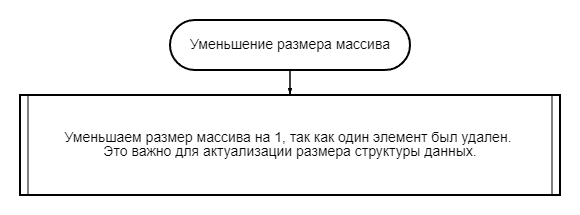 Уменьшение размера массива
Уменьшаем размер массива на 1, так как один элемент был удален.
Это важно для актуализации размера структуры данных.